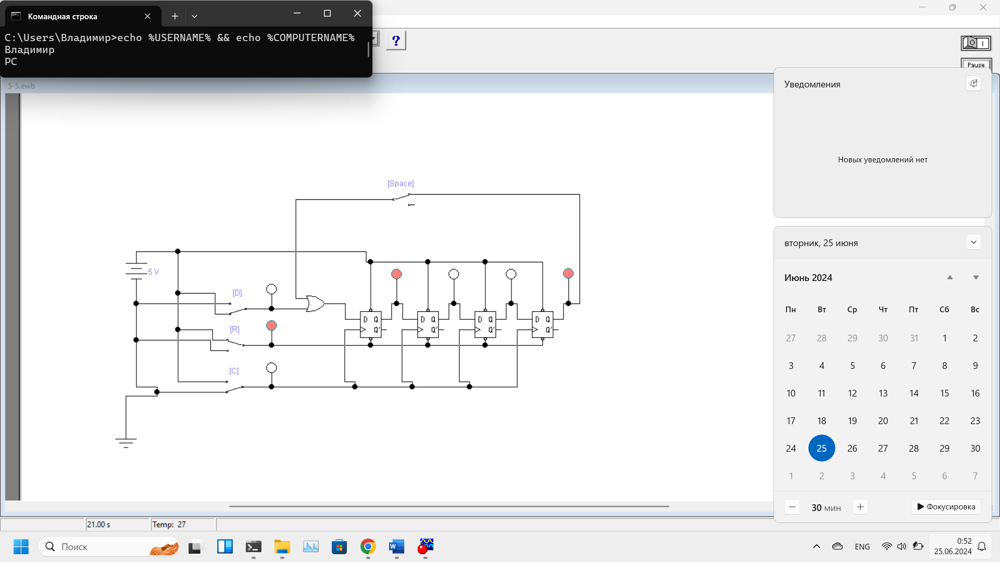 Командная строка
C:\Users\Владимир>echo %USERNAME% && echo %COMPUTERNAME%
Владимир
PC
?
Pause
5-5.ewb
[Space]
5 V
[D]
[R]
[C]
D Q
Q'
D Q
Q'
D Q
Q'
D Q
Q'
Уведомления
Новых уведомлений нет
вторник, 25 июня
Июнь 2024
Пн Вт Ср Чт Пт Сб Вс
27 28 29 30 31 1 2
3 4 5 6 7 8 9
10 11 12 13 14 15 16
17 18 19 20 21 22 23
24 25 26 27 28 29 30
1 2 3 4 5 6 7
30 мин
Фокусировка
21.00 s
Temp: 27
Поиск
ENG
0:52
25.06.2024